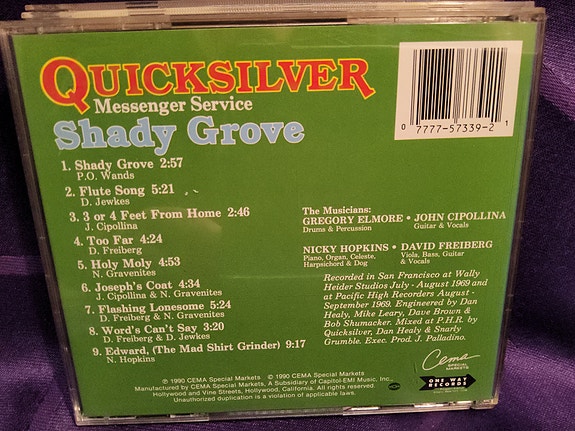 QUICKSILVER
Messenger Service
Shady Grove
1. Shady Grove 2:57
P.O. Wands
2. Flute Song 5:21
D. Jewkes
3. 3 or 4 Feet From Home 2:46
J. Cipollina
4. Too Far 4:24
D. Freiberg
5. Holy Moly 4:53
N. Gravenites
6. Joseph's Coat 4:34
J. Cipollina & N. Gravenites
7. Flashing Lonesome 5:24
D. Freiberg & N. Gravenites
8. Word's Can't Say 3:20
D. Freiberg & D. Jewkes
9. Edward, (The Mad Shirt Grinder) 9:17
N. Hopkins
0 7777-57339-2 1
The Musicians:
GREGORY ELMORE • JOHN CIPOLLINA
Drums & Percussion Guitar & Vocals
NICKY HOPKINS • DAVID FREIBERG
Piano, Organ, Celeste, Viola, Bass, Guitar
Harpsichord & Dog & Vocals
Recorded in San Francisco at Wally
Heider Studios July - August 1969 and
at Pacific High Recorders August -
September 1969. Engineered by Dan
Healy, Mike Leary, Dave Brown &
Bob Shumacker. Mixed at P.H.R. by
Quicksilver, Dan Healy & Snarly
Grumble. Exec. Prod. J. Palladino.
Cema
SPECIAL
MARKETS
ONE WAY
RECORDS
℗ 1990 CEMA Special Markets © 1990 CEMA Special Markets
Manufactured by CEMA Special Markets, A Subsidiary of Capitol-EMI Music, Inc.,
Hollywood and Vine Streets, Hollywood, California. All rights reserved.
Unauthorized duplication is a violation of applicable laws.